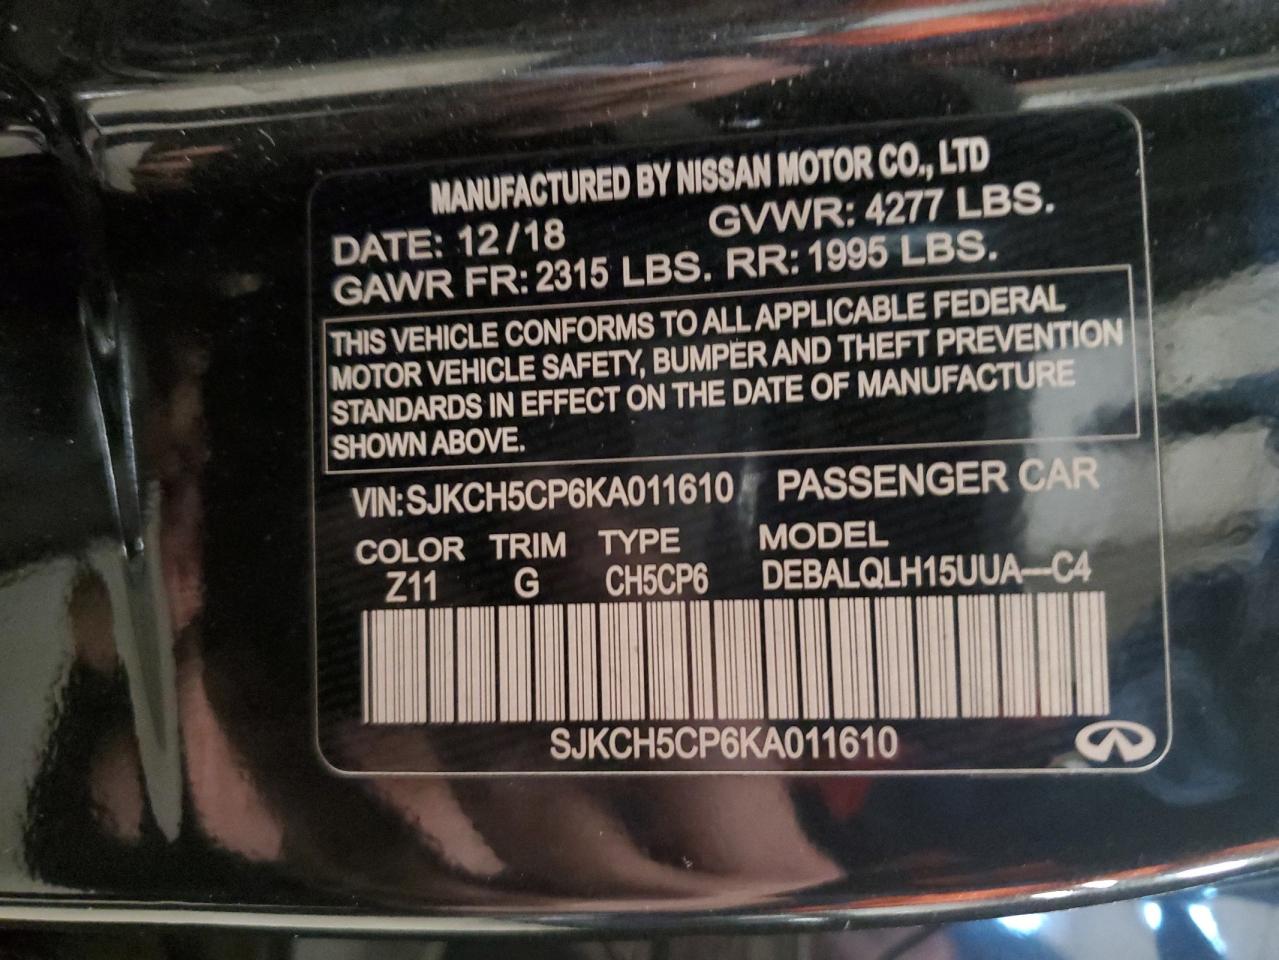 MANUFACTURED BY NISSAN MOTOR CO., LTD
DATE: 12/18 GVWR: 4277 LBS.
GAWR FR: 2315 LBS. RR: 1995 LBS.
THIS VEHICLE CONFORMS TO ALL APPLICABLE FEDERAL
MOTOR VEHICLE SAFETY, BUMPER AND THEFT PREVENTION
STANDARDS IN EFFECT ON THE DATE OF MANUFACTURE
SHOWN ABOVE.
VIN: SJKCH5CP6KA011610 PASSENGER CAR
COLOR TRIM TYPE MODEL
Z11 G CH5CP6 DEBALQLH15UUA—C4
SJKCH5CP6KA011610